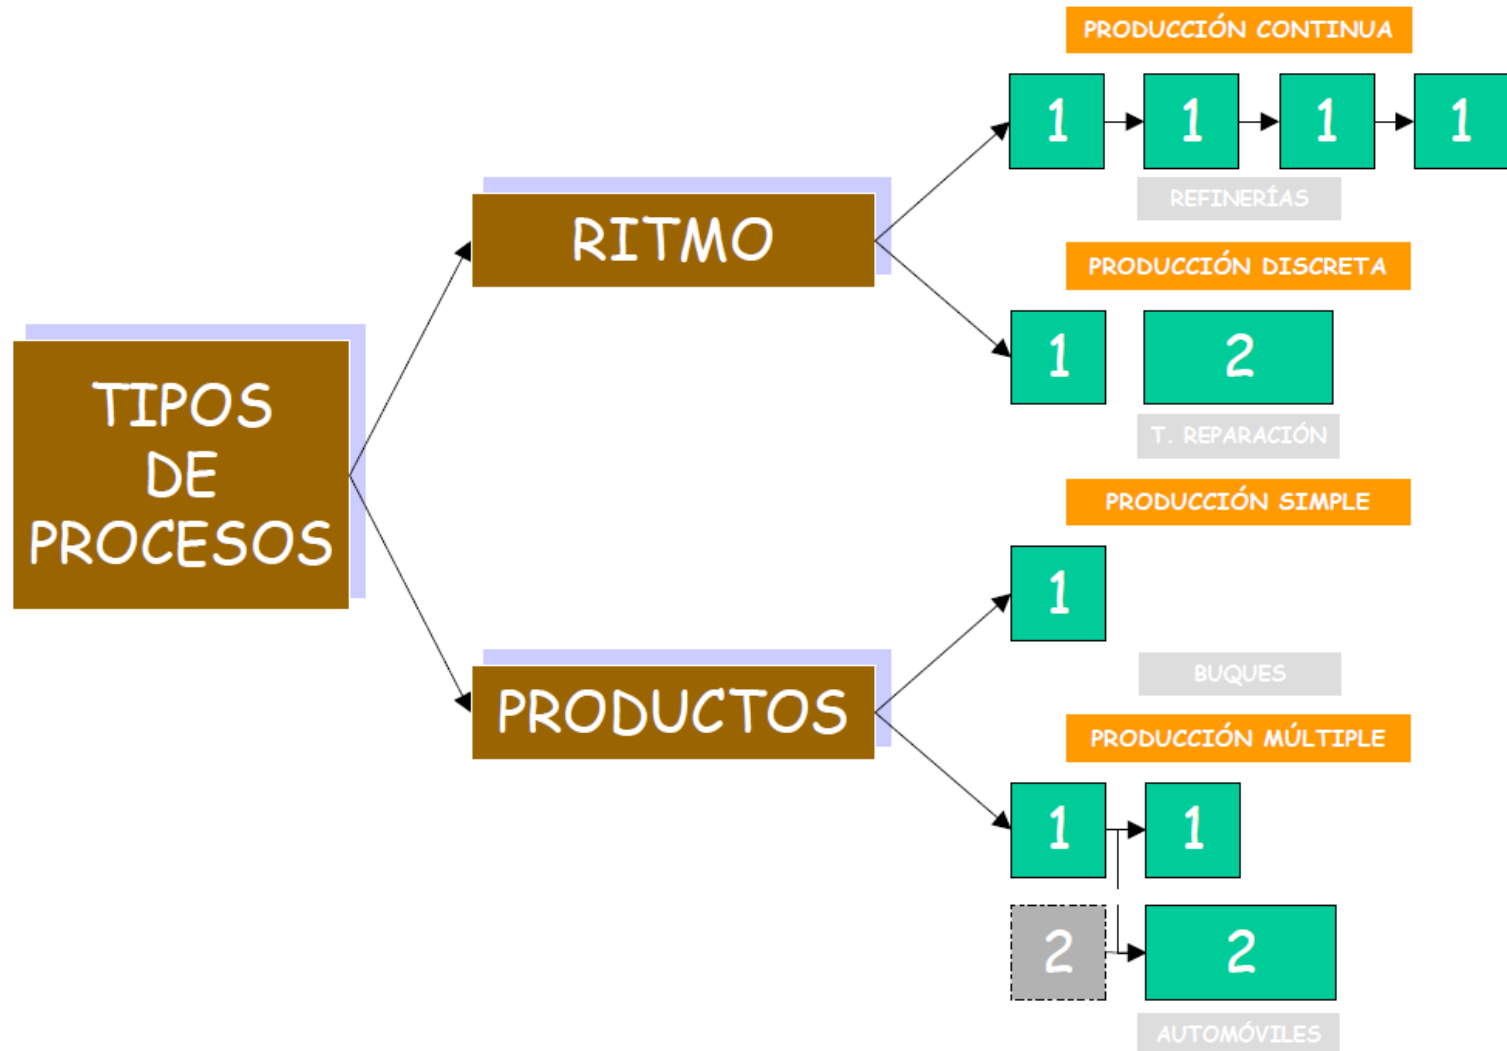 PRODUCCIÓN CONTINUA
1 1 1 1
REFINERÍAS
RITMO
PRODUCCIÓN DISCRETA
1 2
T. REPARACIÓN
TIPOS
DE
PROCESOS
PRODUCCIÓN SIMPLE
1
BUQUES
PRODUCTOS
PRODUCCIÓN MÚLTIPLE
1 1
2 2
AUTOMÓVILES